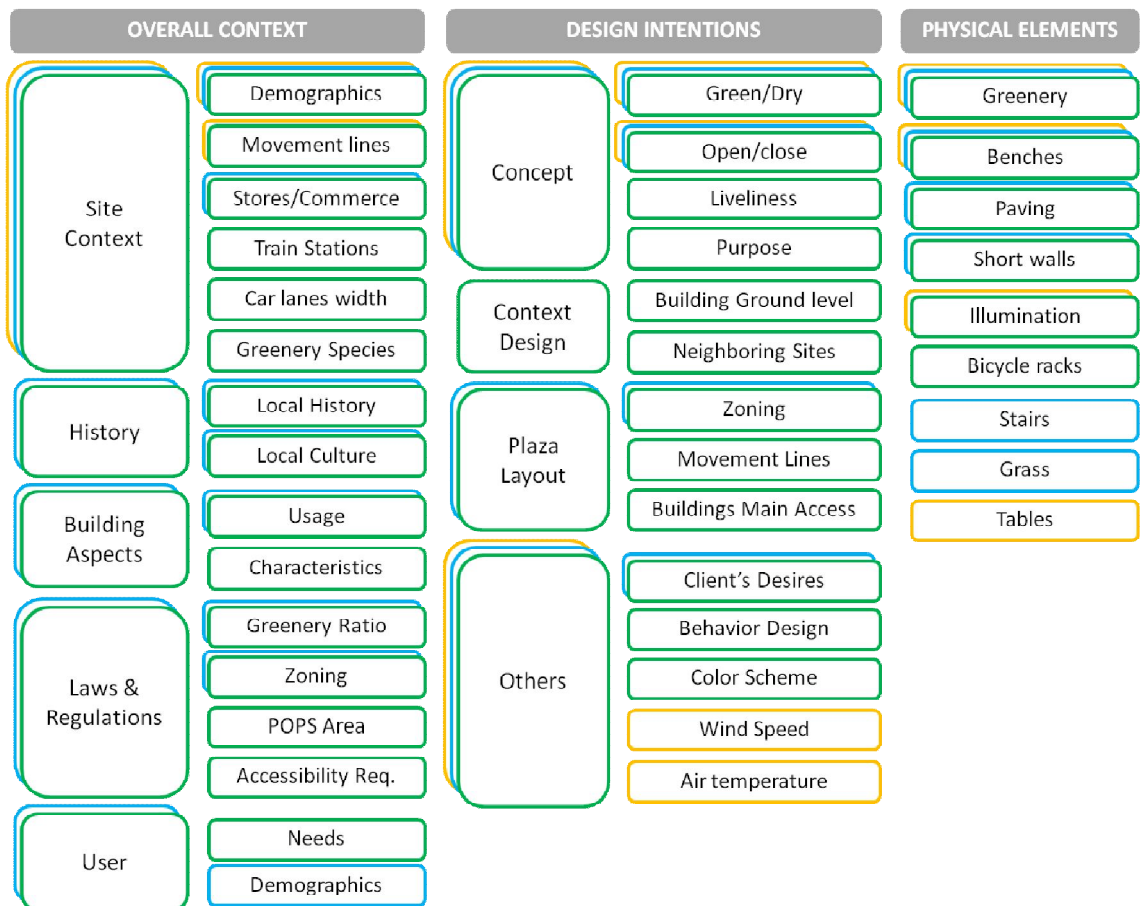 OVERALL CONTEXT
Site
Context
Demographics
Movement lines
Stores/Commerce
Train Stations
Car lanes width
Greenery Species
History
Local History
Local Culture
Building
Aspects
Usage
Characteristics
Laws &
Regulations
Greenery Ratio
Zoning
POPS Area
Accessibility Req.
User
Needs
Demographics
DESIGN INTENTIONS
Concept
Green/Dry
Open/close
Liveliness
Purpose
Context
Design
Building Ground level
Neighboring Sites
Plaza
Layout
Zoning
Movement Lines
Buildings Main Access
Others
Client's Desires
Behavior Design
Color Scheme
Wind Speed
Air temperature
PHYSICAL ELEMENTS
Greenery
Benches
Paving
Short walls
Illumination
Bicycle racks
Stairs
Grass
Tables